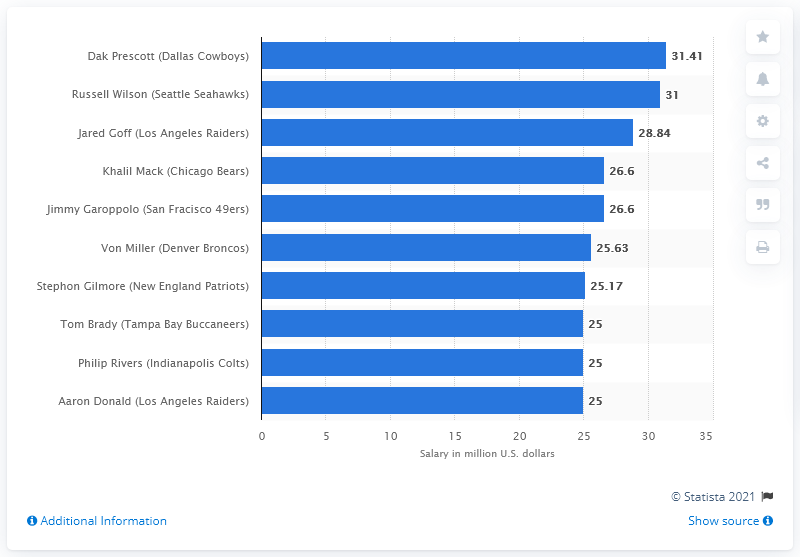 Dak Prescott (Dallas Cowboys) 31.41
Russell Wilson (Seattle Seahawks) 31
Jared Goff (Los Angeles Raiders) 28.84
Khalil Mack (Chicago Bears) 26.6
Jimmy Garoppolo (San Fracisco 49ers) 26.6
Von Miller (Denver Broncos) 25.63
Stephon Gilmore (New England Patriots) 25.17
Tom Brady (Tampa Bay Buccaneers) 25
Philip Rivers (Indianapolis Colts) 25
Aaron Donald (Los Angeles Raiders) 25
0 5 10 15 20 25 30 35
Salary in million U.S. dollars
© Statista 2021
Additional Information Show source